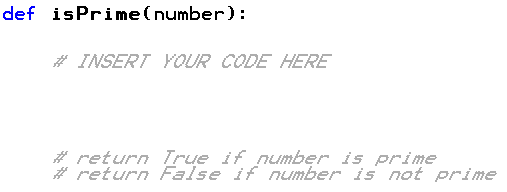 def isPrime(number):
# INSERT YOUR CODE HERE
# return True if number is prime
# return False if number is not prime